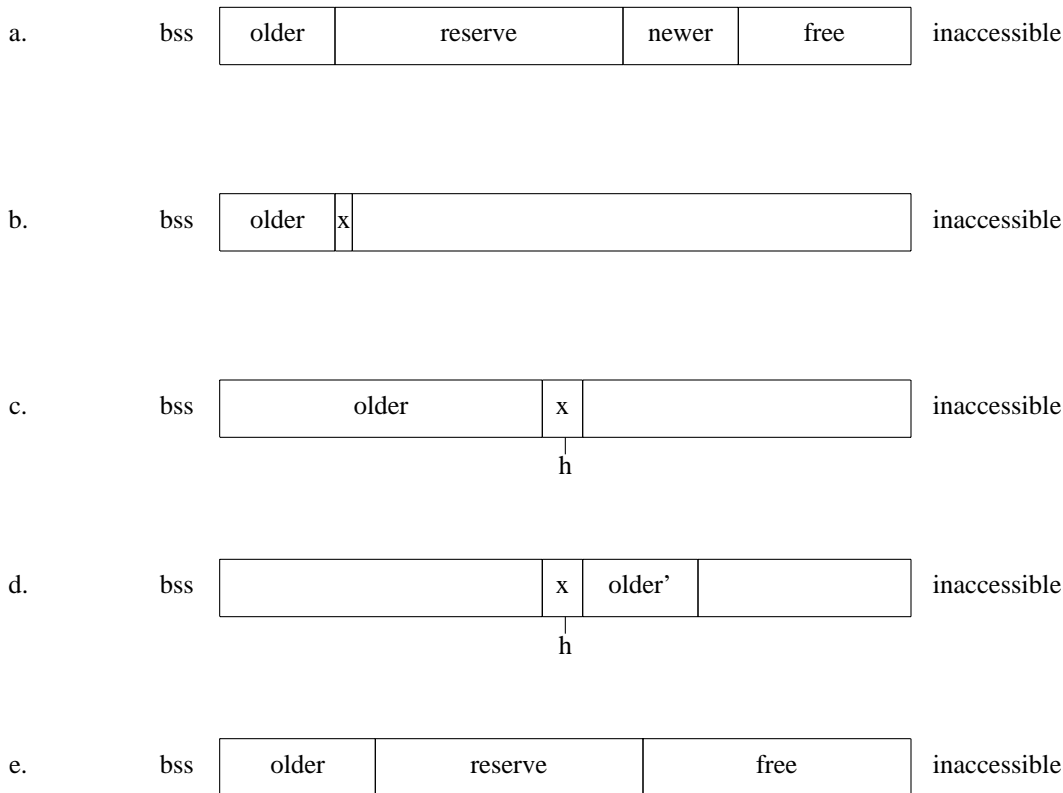 a. bss older reserve newer free inaccessible
b. bss older x inaccessible
c. bss older x inaccessible
h
d. bss x older’ inaccessible
h
e. bss older reserve free inaccessible